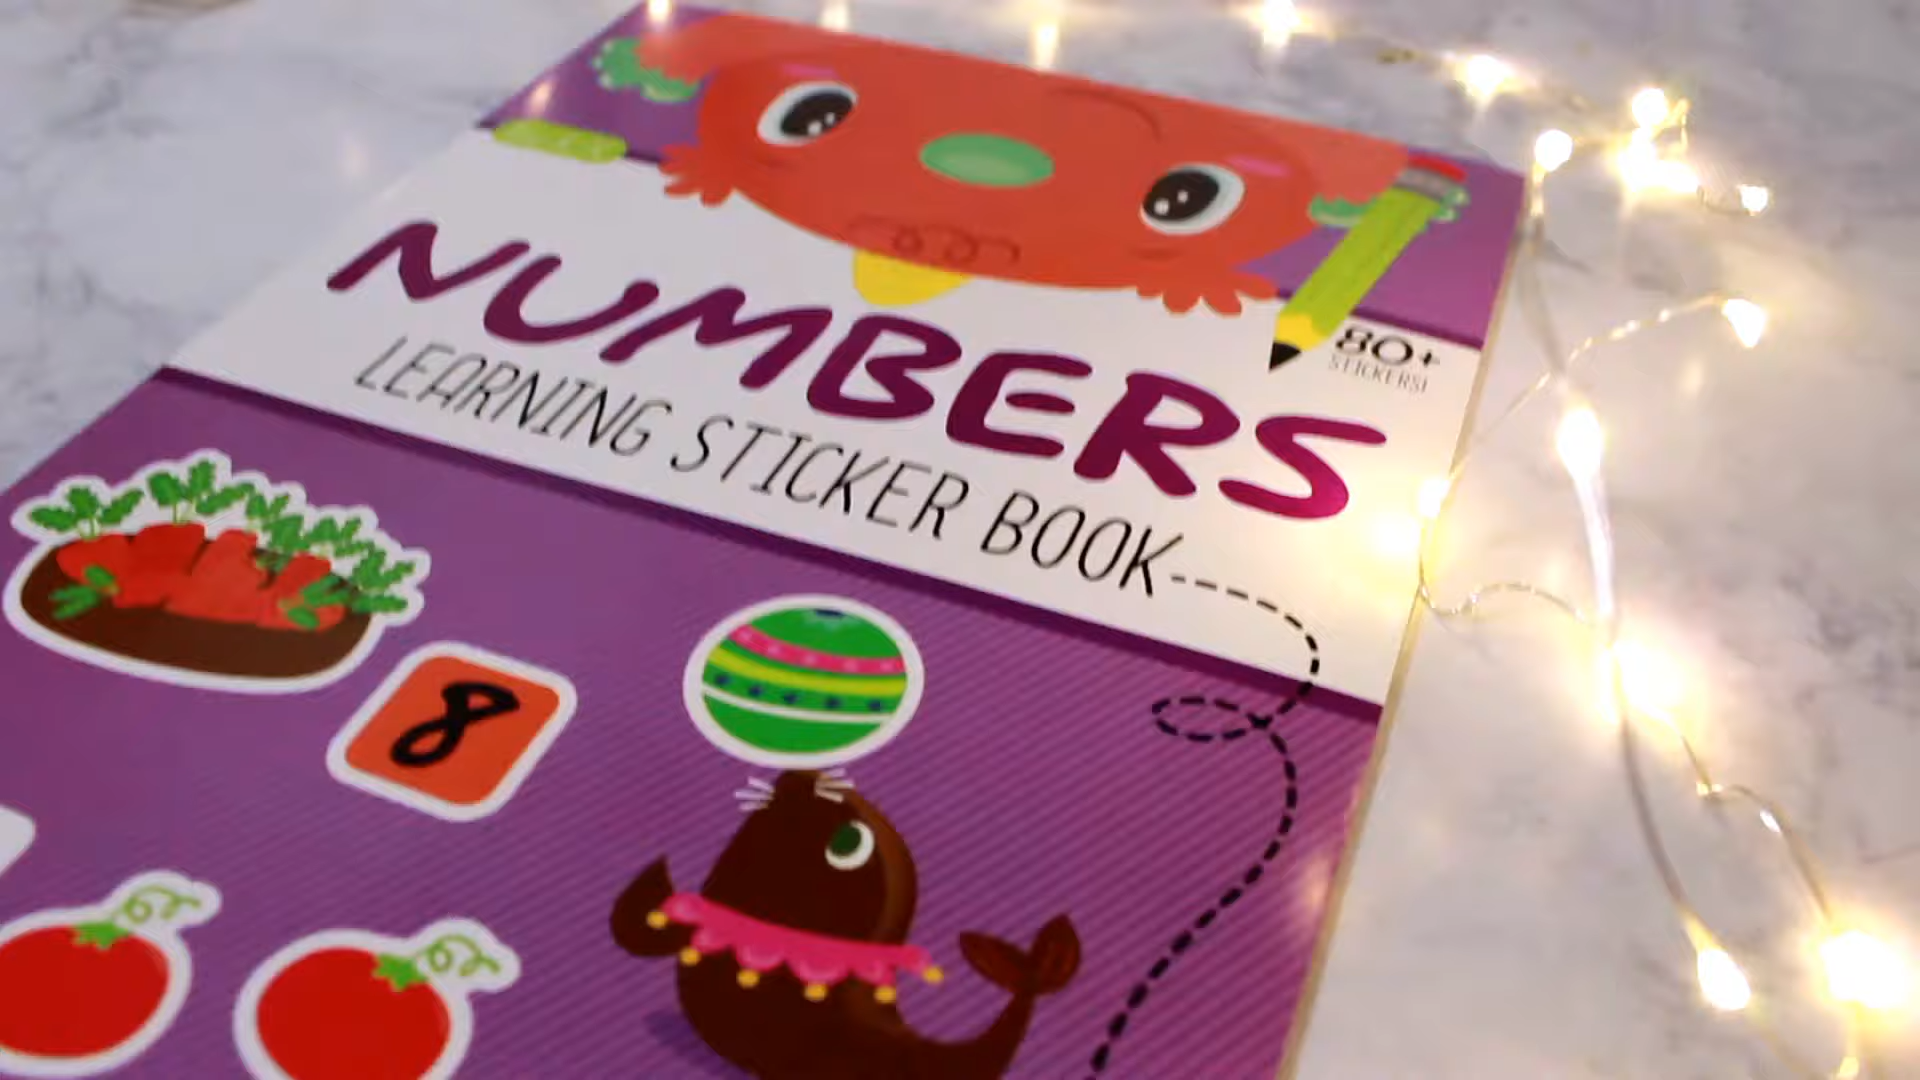 NUMBERS
80+
STICKERS!
LEARNING STICKER BOOK
8